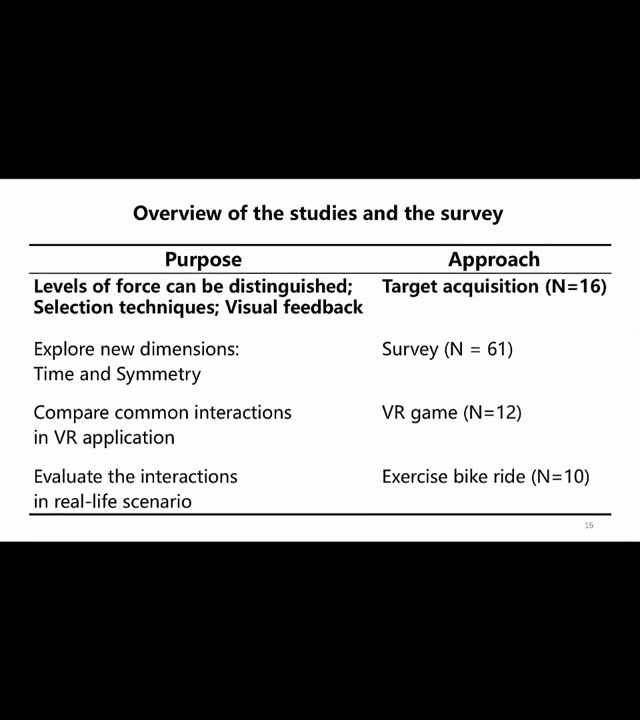 Overview of the studies and the survey
Purpose Approach
Levels of force can be distinguished; Target acquisition (N=16)
Selection techniques; Visual feedback
Explore new dimensions: Survey (N = 61)
Time and Symmetry
Compare common interactions VR game (N=12)
in VR application
Evaluate the interactions Exercise bike ride (N=10)
in real-life scenario
16